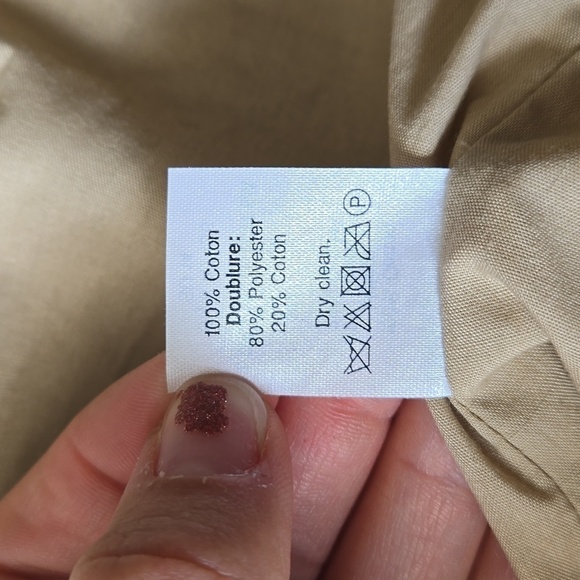 100% Coton
Doublure:
80% Polyester
20% Coton
Dry clean.
P